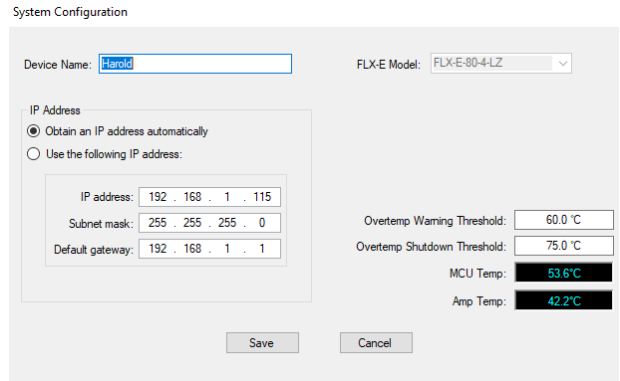 System Configuration
Device Name: Harold
FLX-E Model: FLX-E-80-4-LZ
IP Address
Obtain an IP address automatically
Use the following IP address:
IP address: 192 . 168 . 1 . 115
Subnet mask: 255 . 255 . 255 . 0
Default gateway: 192 . 168 . 1 . 1
Overtemp Warning Threshold: 60.0 °C
Overtemp Shutdown Threshold: 75.0 °C
MCU Temp: 53.6°C
Amp Temp: 42.2°C
Save
Cancel